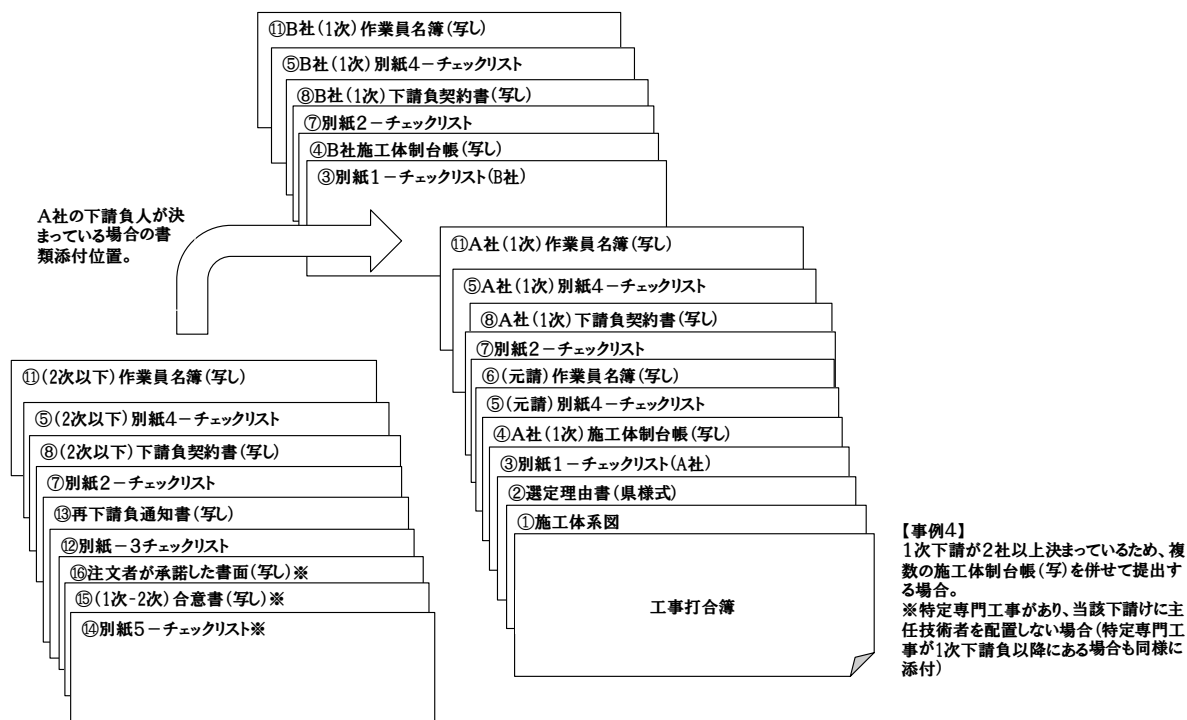 ⑪B社(1次)作業員名簿(写し)
⑤B社(1次)別紙4-チェックリスト
⑧B社(1次)下請負契約書(写し)
⑦別紙2-チェックリスト
④B社施工体制台帳(写し)
③別紙1-チェックリスト(B社)
A社の下請負人が決
まっている場合の書
類添付位置。
⑪A社(1次)作業員名簿(写し)
⑤A社(1次)別紙4-チェックリスト
⑧A社(1次)下請負契約書(写し)
⑦別紙2-チェックリスト
⑥(元請)作業員名簿(写し)
⑤(元請)別紙4-チェックリスト
④A社(1次)施工体制台帳(写し)
③別紙1-チェックリスト(A社)
②選定理由書(県様式)
①施工体系図
工事打合簿
⑪(2次以下)作業員名簿(写し)
⑤(2次以下)別紙4-チェックリスト
⑧(2次以下)下請負契約書(写し)
⑦別紙2-チェックリスト
⑬再下請負通知書(写し)
⑫別紙-3チェックリスト
⑯注文者が承諾した書面(写し)※
⑮(1次-2次)合意書(写し)※
⑭別紙5-チェックリスト※
【事例4】
1次下請が2社以上決まっているため、複
数の施工体制台帳(写)を併せて提出す
る場合。
※特定専門工事があり、当該下請けに主
任技術者を配置しない場合(特定専門工
事が1次下請負以降にある場合も同様に
添付)